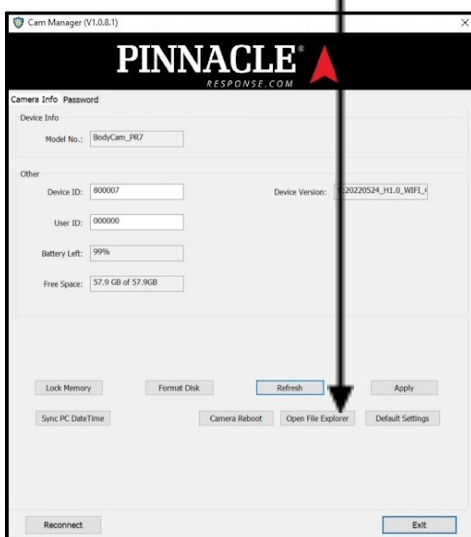 Cam Manager (V1.0.8.1)
PINNACLE®
RESPONSE.COM
Camera Info Password
Device Info
Model No.: BodyCam_PR7
Other
Device ID: 800007 Device Version: 20220524_H1.0_WIFI_
User ID: 000000
Battery Left: 99%
Free Space: 57.9 GB of 57.9GB
Lock Memory Format Disk Refresh Apply
Sync PC DateTime Camera Reboot Open File Explorer Default Settings
Reconnect Exit